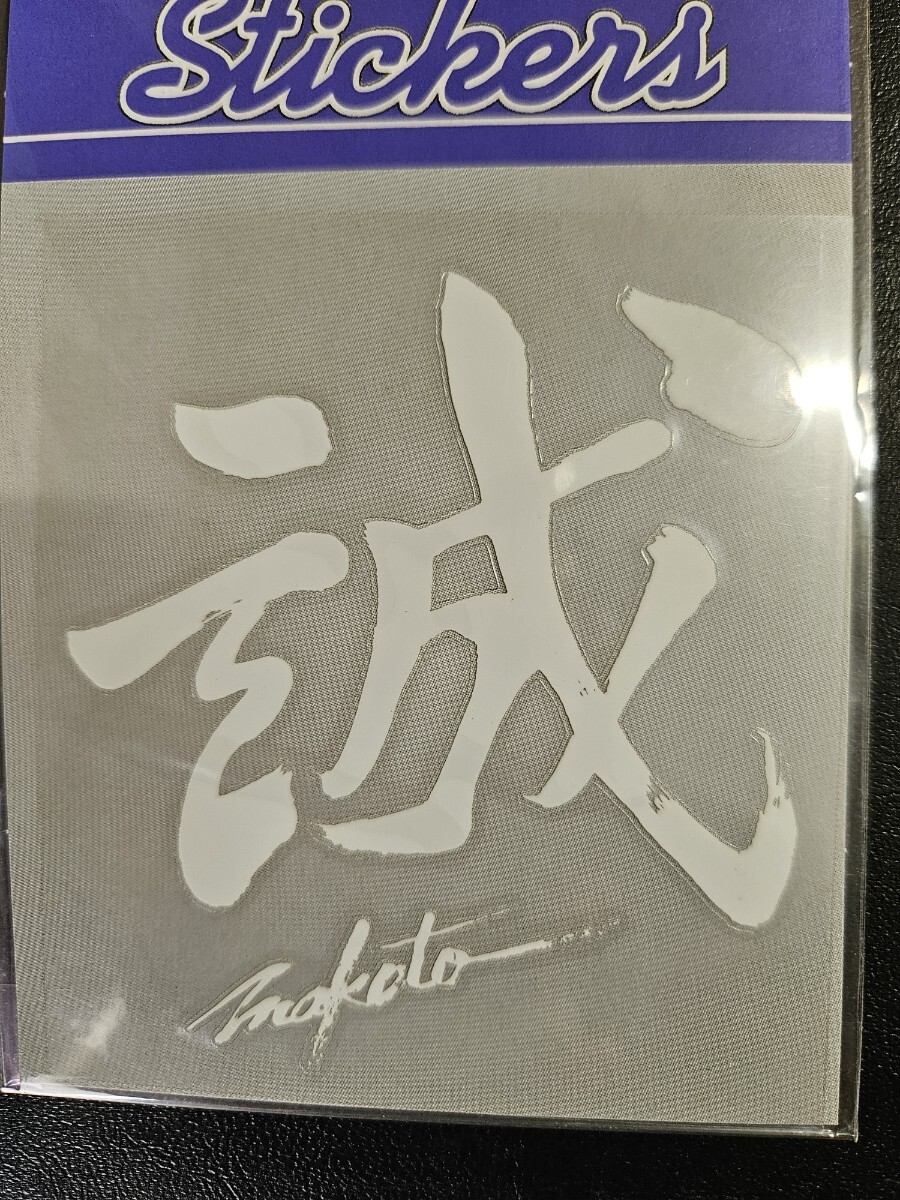 Stickers
誠
makoto